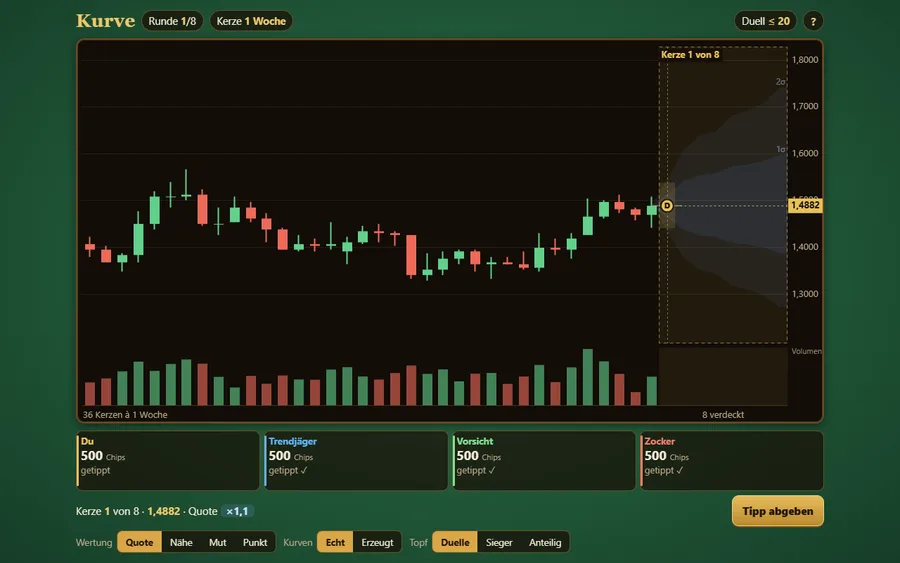 Kurve Runde 1/8 Kerze 1 Woche Duell ≤ 20 ?
Kerze 1 von 8
1,8000
2σ
1,7000
1σ
1,6000
D
1,4882
1,4000
1,3000
Volumen
36 Kerzen à 1 Woche 8 verdeckt
Du Trendjäger Vorsicht Zocker
500 Chips 500 Chips 500 Chips 500 Chips
getippt getippt ✓ getippt ✓ getippt ✓
Kerze 1 von 8 · 1,4882 · Quote ×1,1 Tipp abgeben
Wertung Quote Nähe Mut Punkt Kurven Echt Erzeugt Topf Duelle Sieger Anteilig